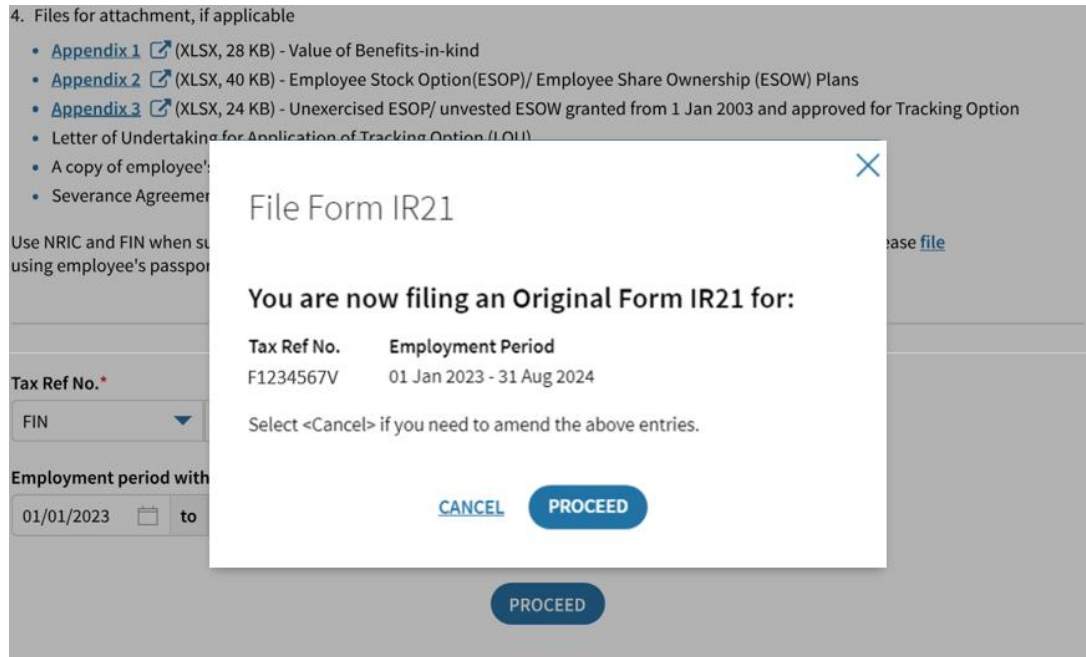 4. Files for attachment, if applicable
• Appendix 1 (XLSX, 28 KB) - Value of Benefits-in-kind
• Appendix 2 (XLSX, 40 KB) - Employee Stock Option(ESOP)/ Employee Share Ownership (ESOW) Plans
• Appendix 3 (XLSX, 24 KB) - Unexercised ESOP/ unvested ESOW granted from 1 Jan 2003 and approved for Tracking Option
• Letter of Undertaking for Application of Tracking Option (LOU)
• A copy of employee's
• Severance
Use NRIC and FIN when
file
using employee's
File Form IR21
You are now filing an Original Form IR21 for:
Tax Ref No. Employment Period
F1234567V 01 Jan 2023 - 31 Aug 2024
Select <Cancel> if you need to amend the above entries.
CANCEL PROCEED
Tax Ref No.*
FIN
Employment period with
01/01/2023 to
PROCEED